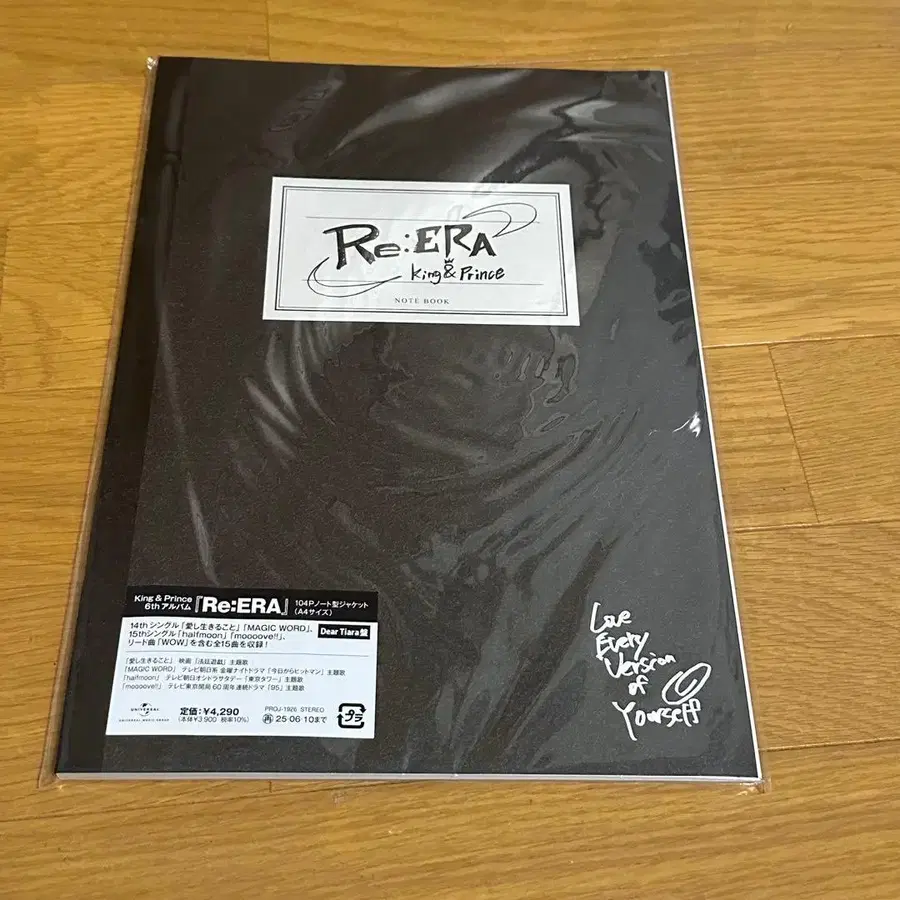 Re:ERA
King & Prince
NOTE BOOK
King & Prince
6thアルバム『Re:ERA』 104Pノート型ジャケット
(A4サイズ)
14thシングル「愛し生きること」「MAGIC WORD」、
15thシングル「halfmoon」「moooove!!」、
リード曲「WOW」を含む全15曲を収録!
Dear Tiara盤
「愛し生きること」 映画「法廷遊戯」主題歌
「MAGIC WORD」 テレビ朝日系 金曜ナイトドラマ「今日からヒットマン」主題歌
「halfmoon」 テレビ朝日オシドラサタデー「東京タワー」主題歌
「moooove!!」 テレビ東京開局60周年連続ドラマ「95」主題歌
UNIVERSAL
UNIVERSAL MUSIC GROUP
定価:¥4,290
(本体¥3,900 税率10%)
PROJ-1926 STEREO
再 25・06・10まで
プラ
Love
Every
Version
of
Yourself